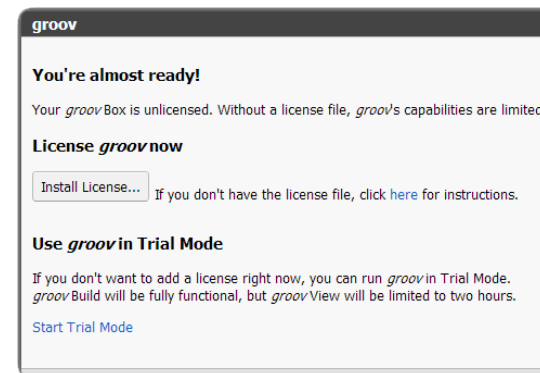 groov
You're almost ready!
Your groov Box is unlicensed. Without a license file, groov's capabilities are limited
License groov now
Install License... If you don't have the license file, click here for instructions.
Use groov in Trial Mode
If you don't want to add a license right now, you can run groov in Trial Mode.
groov Build will be fully functional, but groov View will be limited to two hours.
Start Trial Mode